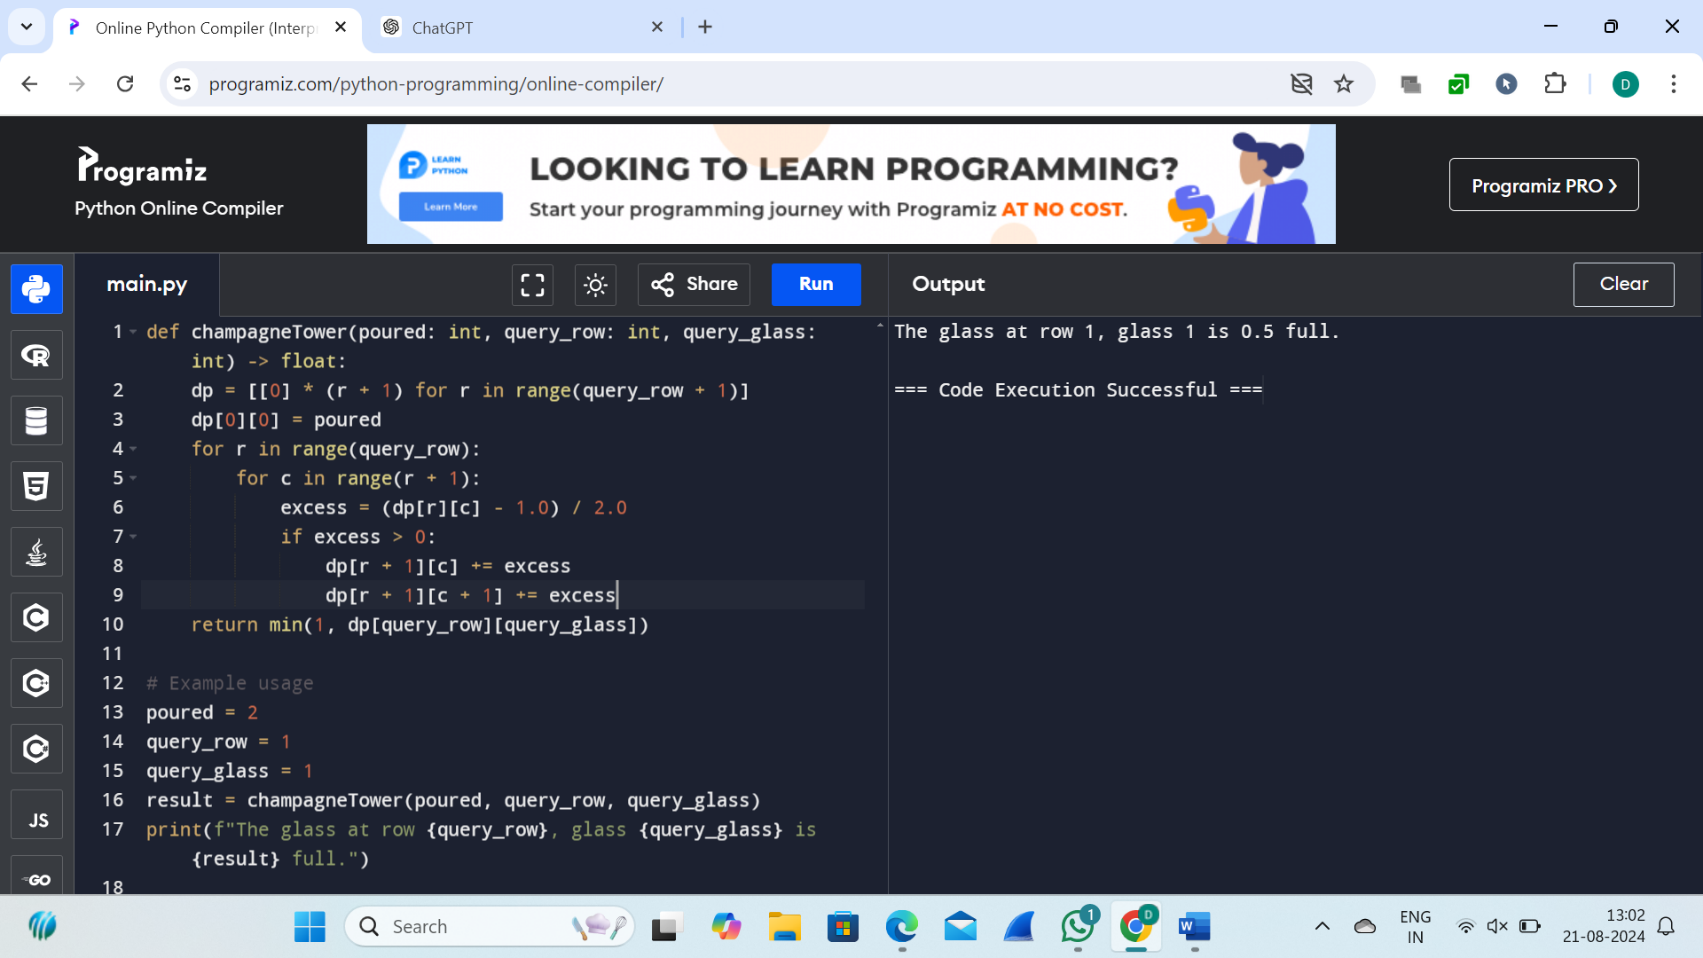 Online Python Compiler (Interp
ChatGPT
programiz.com/python-programming/online-compiler/
D
Programiz
Python Online Compiler
LEARN
PYTHON
Learn More
LOOKING TO LEARN PROGRAMMING?
Start your programming journey with Programiz AT NO COST.
Programiz PRO
main.py
Share
Run
Output
Clear
1 def champagneTower(poured: int, query_row: int, query_glass:
int) -> float:
2 dp = [[0] * (r + 1) for r in range(query_row + 1)]
3 dp[0][0] = poured
4 for r in range(query_row):
5 for c in range(r + 1):
6 excess = (dp[r][c] - 1.0) / 2.0
7 if excess > 0:
8 dp[r + 1][c] += excess
9 dp[r + 1][c + 1] += excess
10 return min(1, dp[query_row][query_glass])
11
12 # Example usage
13 poured = 2
14 query_row = 1
15 query_glass = 1
16 result = champagneTower(poured, query_row, query_glass)
17 print(f"The glass at row {query_row}, glass {query_glass} is
{result} full.")
18
The glass at row 1, glass 1 is 0.5 full.
=== Code Execution Successful ===
R
5
C
C
C
JS
GO
Search
1
D
W
ENG
IN
13:02
21-08-2024